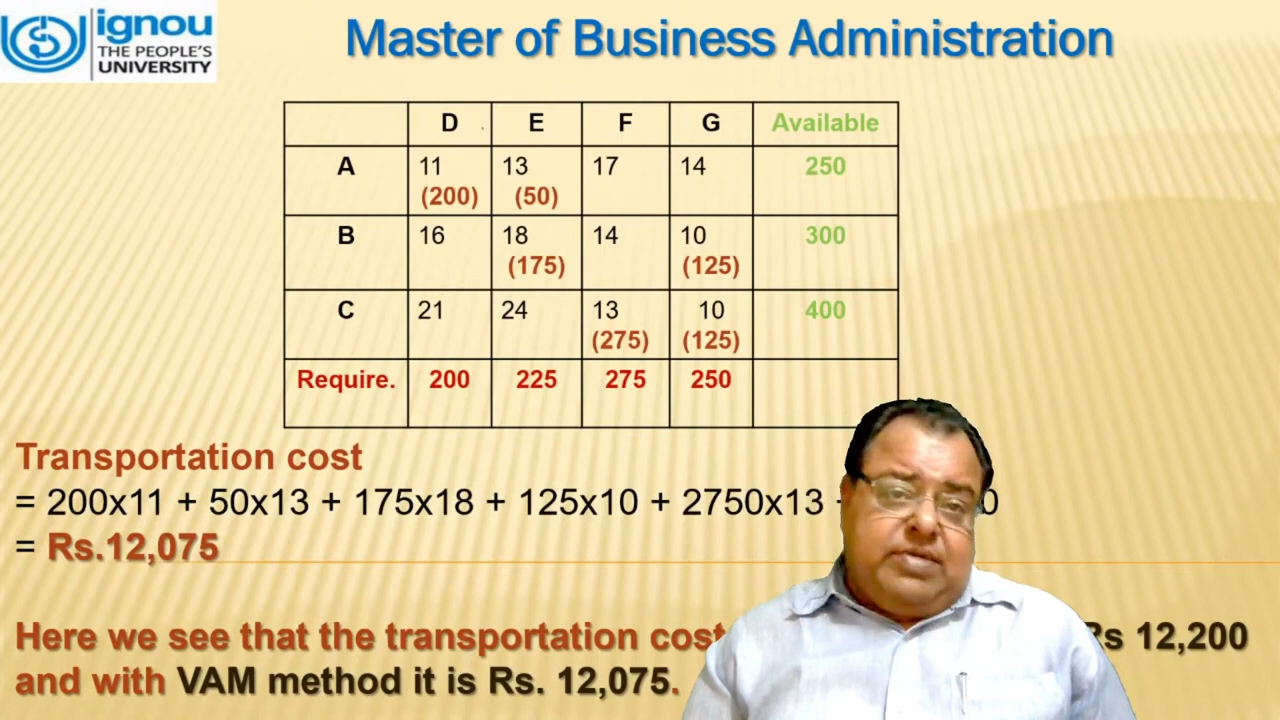 ignou
THE PEOPLE'S
UNIVERSITY
Master of Business Administration
D E F G Available
A 11 13 17 14 250
(200) (50)
B 16 18 14 10 300
(175) (125)
C 21 24 13 10 400
(275) (125)
Require. 200 225 275 250
Transportation cost
= 200x11 + 50x13 + 175x18 + 125x10 + 2750x13
= Rs.12,075
Here we see that the transportation cost Rs 12,200
and with VAM method it is Rs. 12,075.